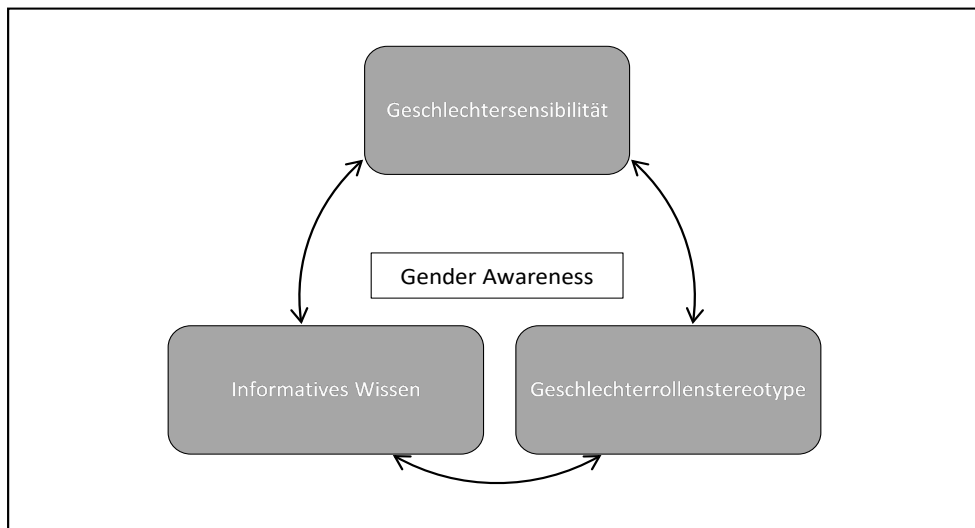 Geschlechtersensibilität
Gender Awareness
Informatives Wissen
Geschlechterrollenstereotype